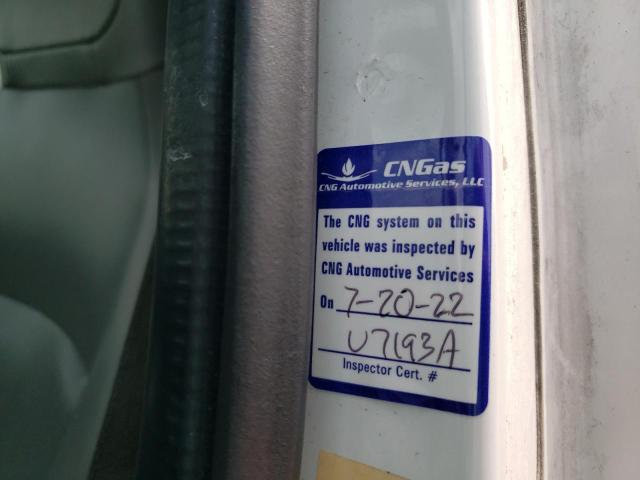 CNGas
CNG Automotive Services, LLC
The CNG system on this
vehicle was inspected by
CNG Automotive Services
On 7-20-22
U7193A
Inspector Cert. #